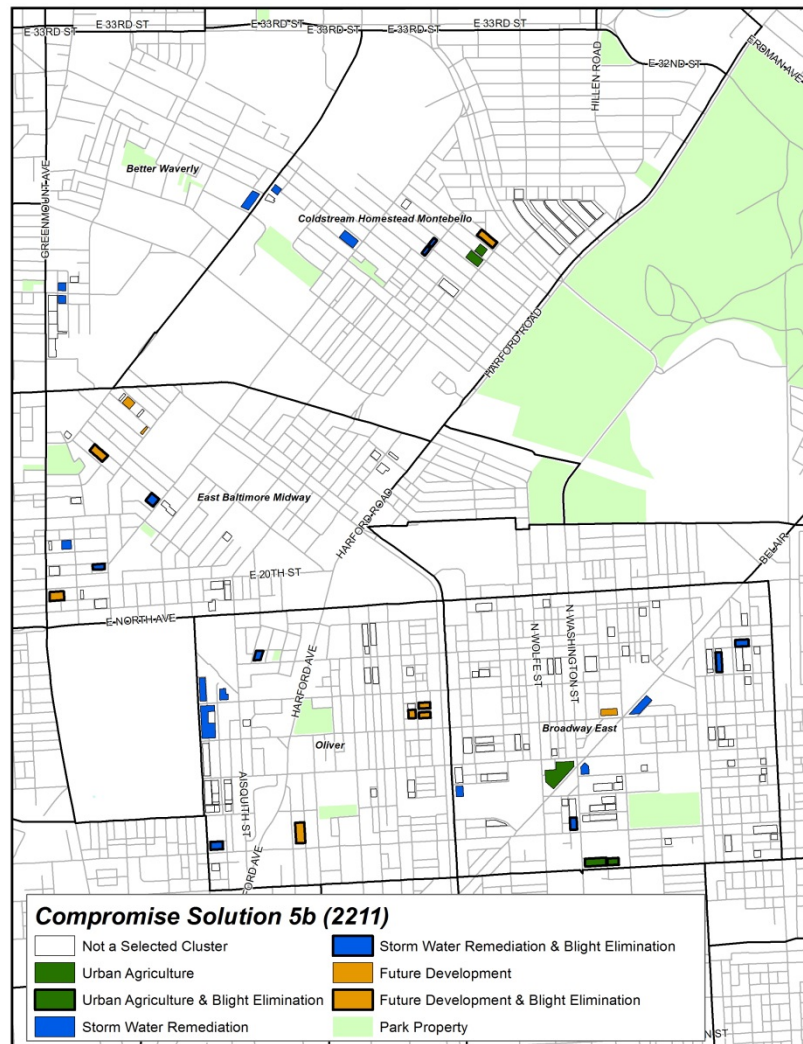 E 33RD ST
E 33RD ST
E 33RD ST
E 33RD ST
E 33RD ST
ERDMAN AVE
E 32ND ST
HILLEN ROAD
Better Waverly
GREENMOUNT AVE
Coldstream Homestead Montebello
HARFORD ROAD
East Baltimore Midway
HARFORD ROAD
BELAIR
E 20TH ST
E NORTH AVE
N WOLFE ST
N WASHINGTON ST
HARFORD AVE
Oliver
Broadway East
AISQUITH ST
FORD AVE
Compromise Solution 5b (2211)
Not a Selected Cluster
Storm Water Remediation & Blight Elimination
Urban Agriculture
Future Development
Urban Agriculture & Blight Elimination
Future Development & Blight Elimination
Storm Water Remediation
Park Property
N ST